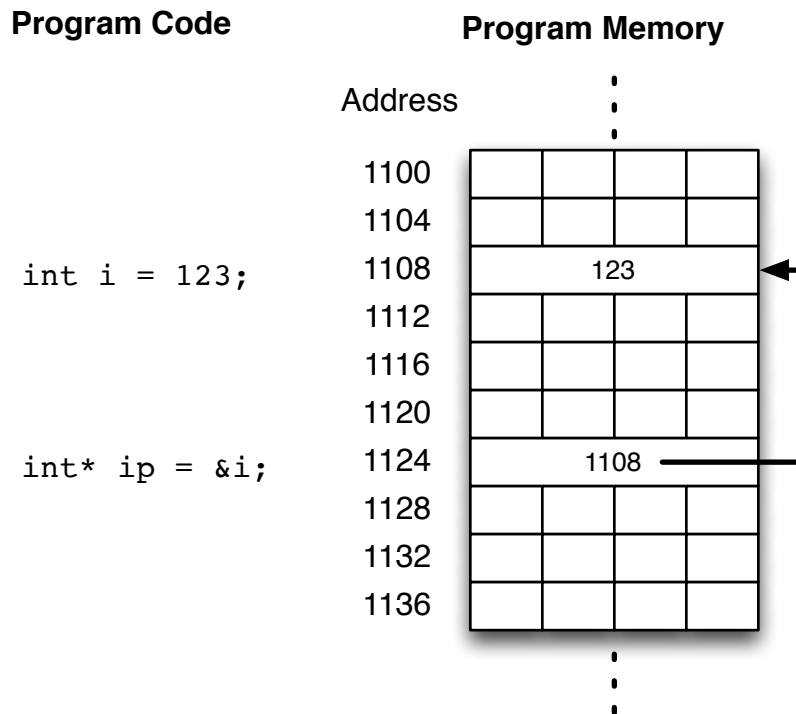 Program Code
Program Memory
Address
1100
1104
int i = 123;
1108
123
1112
1116
1120
int* ip = &i;
1124
1108
1128
1132
1136